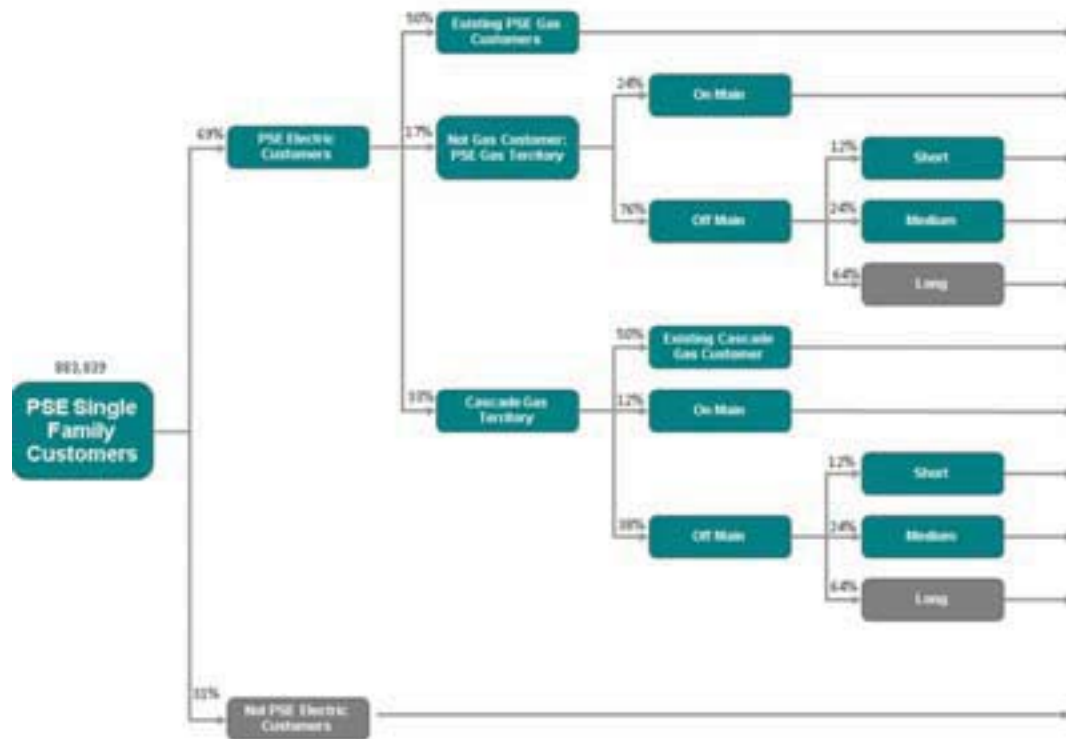 50%
Existing PSE Gas
Customers
24%
On Main
69%
PSE Electric
Customers
17%
Not Gas Customer:
PSE Gas Territory
12%
Short
76%
Off Main
24%
Medium
64%
Long
50%
Existing Cascade
Gas Customer
PSE Single
Family
Customers
33%
Cascade Gas
Territory
12%
On Main
12%
Short
38%
Off Main
24%
Medium
64%
Long
31%
Not PSE Electric
Customers